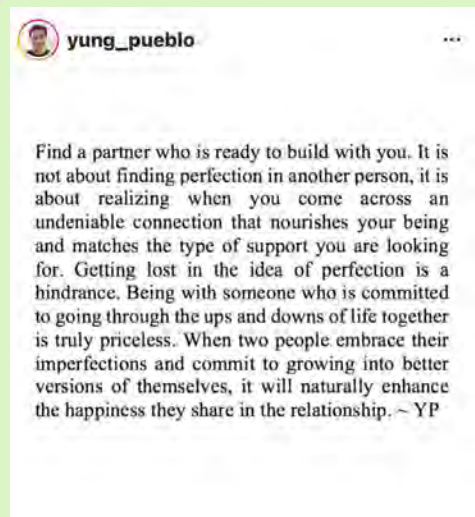 yung_pueblo
...
Find a partner who is ready to build with you. It is
not about finding perfection in another person, it is
about realizing when you come across an
undeniable connection that nourishes your being
and matches the type of support you are looking
for. Getting lost in the idea of perfection is a
hindrance. Being with someone who is committed
to going through the ups and downs of life together
is truly priceless. When two people embrace their
imperfections and commit to growing into better
versions of themselves, it will naturally enhance
the happiness they share in the relationship. ~ YP